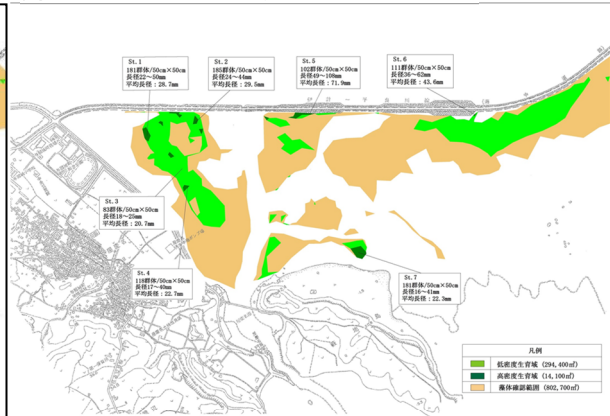 St.1
181群体/50cm×50cm
長径22～50mm
平均長径：28.7mm
St.2
185群体/50cm×50cm
長径24～44mm
平均長径：29.5mm
St.5
102群体/50cm×50cm
長径49～108mm
平均長径：71.9mm
St.6
111群体/50cm×50cm
長径36～62mm
平均長径：43.6mm
St.3
83群体/50cm×50cm
長径18～25mm
平均長径：20.7mm
St.4
118群体/50cm×50cm
長径17～40mm
平均長径：22.7mm
St.7
181群体/50cm×50cm
長径16～41mm
平均長径：22.3mm
凡例
低密度生育域 (294,400㎡)
高密度生育域 (14,100㎡)
藻体確認範囲 (802,700㎡)